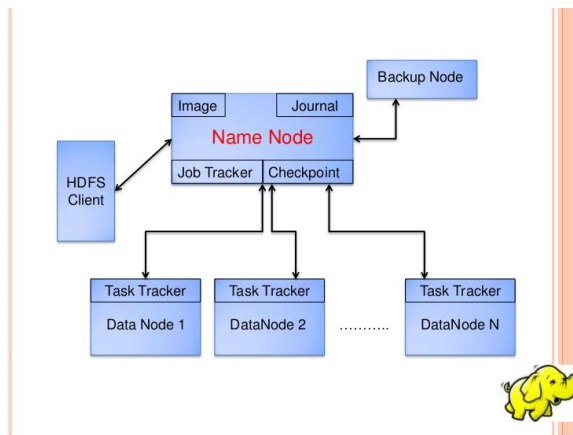 Backup Node
Image Journal
Name Node
Job Tracker Checkpoint
HDFS
Client
Task Tracker Task Tracker Task Tracker
Data Node 1 DataNode 2 ........... DataNode N